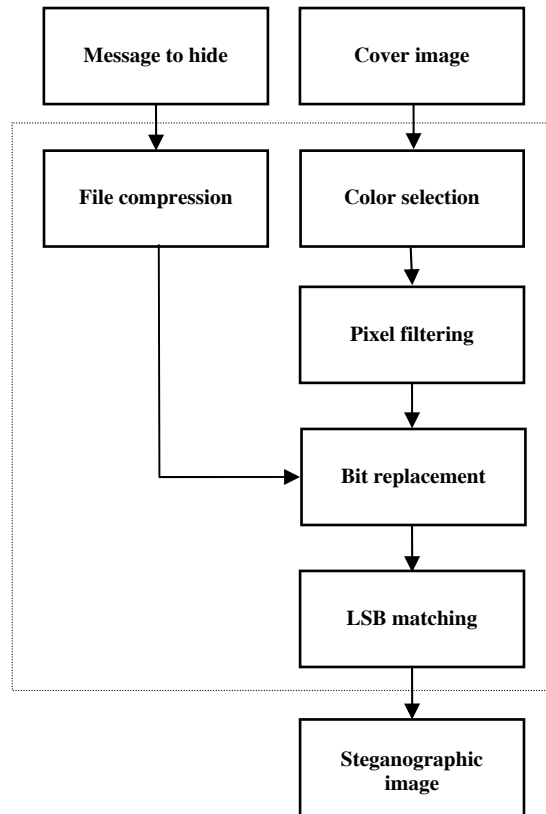 Message to hide
Cover image
File compression
Color selection
Pixel filtering
Bit replacement
LSB matching
Steganographic
image